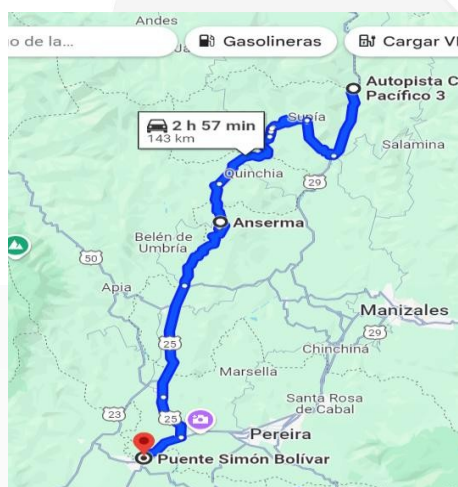 Andes
io de la...
Gasolineras
Cargar VE
Autopista C
Pacífico 3
Supía
2 h 57 min
143 km
Salamina
Quinchia
29
Anserma
Belén de
Umbría
50
Apia
Manizales
29
25
Chinchiná
Marsella
Santa Rosa
de Cabal
23
25
Pereira
Puente Simón Bolívar